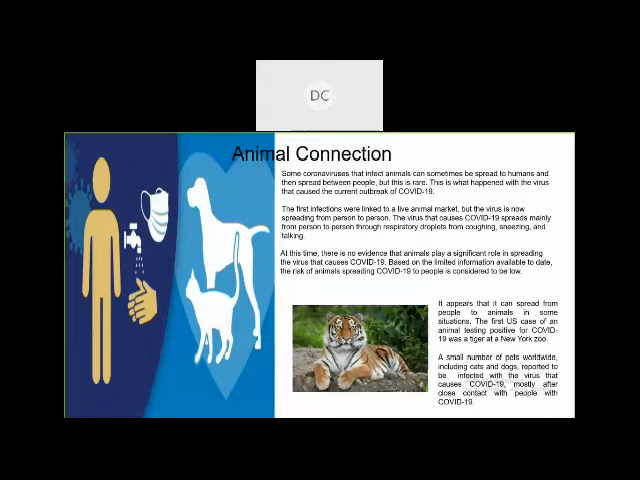 DC
Animal Connection
Some coronaviruses that infect animals can sometimes be spread to humans and
then spread between people, but this is rare. This is what happened with the virus
that caused the current outbreak of COVID-19.
The first infections were linked to a live animal market, but the virus is now
spreading from person to person. The virus that causes COVID-19 spreads mainly
from person to person through respiratory droplets from coughing, sneezing, and
talking.
At this time, there is no evidence that animals play a significant role in spreading
the virus that causes COVID-19. Based on the limited information available to date,
the risk of animals spreading COVID-19 to people is considered to be low.
It appears that it can spread from
people to animals in some
situations. The first US case of an
animal testing positive for COVID-
19 was a tiger at a New York zoo.
A small number of pets worldwide,
including cats and dogs, reported to
be infected with the virus that
causes COVID-19, mostly after
close contact with people with
COVID-19.